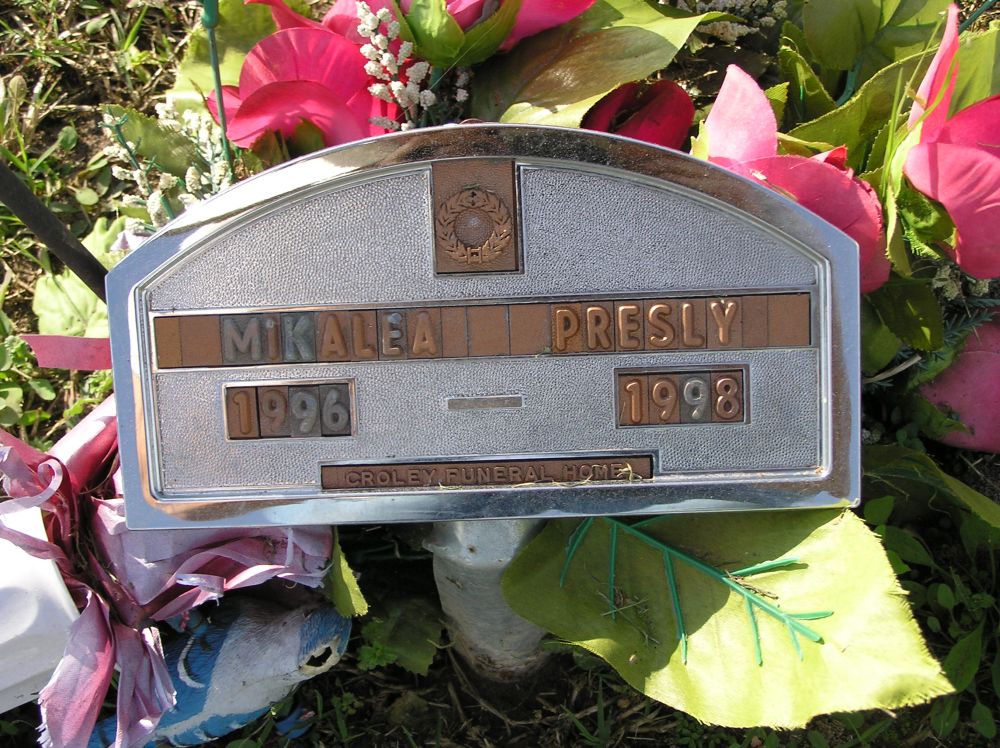 MiKALEA PRESLY
1996 - 1998
CROLEY FUNERAL HOME